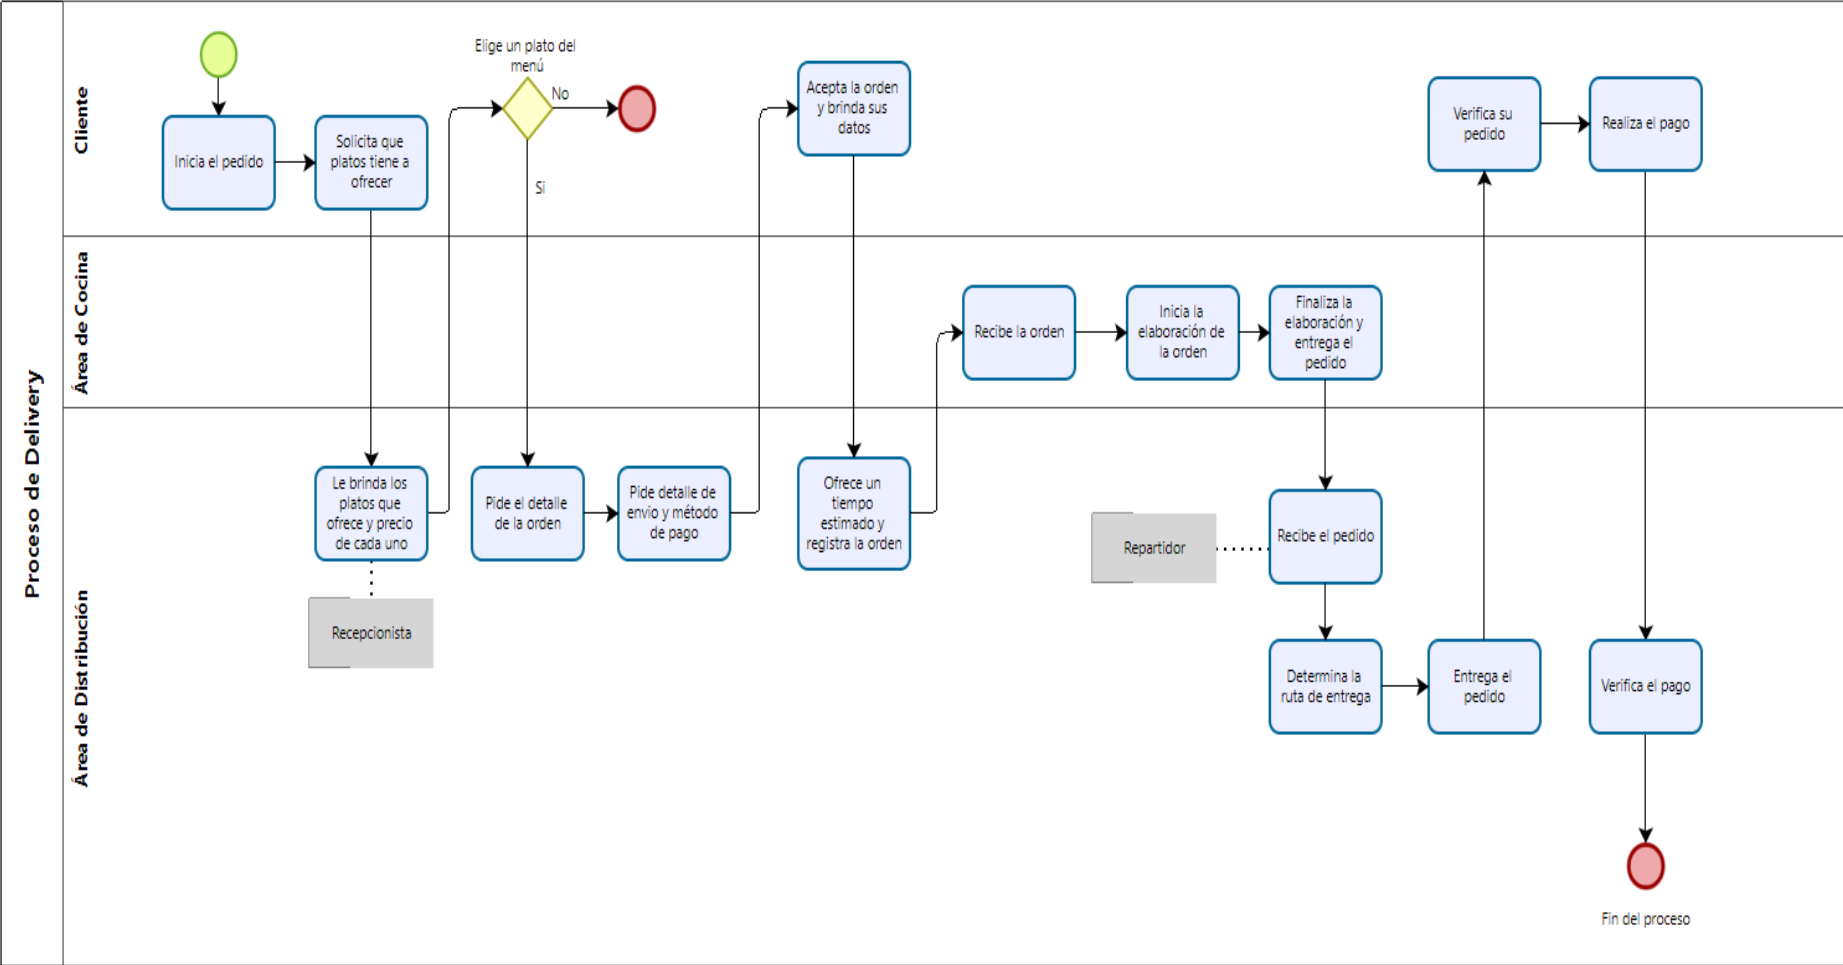 Proceso de Delivery
Cliente
Elige un plato del
menú
No
Si
Inicia el pedido
Solicita que
platos tiene a
ofrecer
Acepta la orden
y brinda sus
datos
Verifica su
pedido
Realiza el pago
Área de Cocina
Recibe la orden
Inicia la
elaboración de
la orden
Finaliza la
elaboración y
entrega el
pedido
Área de Distribución
Le brinda los
platos que
ofrece y precio
de cada uno
Recepcionista
Pide el detalle
de la orden
Pide detalle de
envio y método
de pago
Ofrece un
tiempo
estimado y
registra la orden
Repartidor
Recibe el pedido
Determina la
ruta de entrega
Entrega el
pedido
Verifica el pago
Fin del proceso